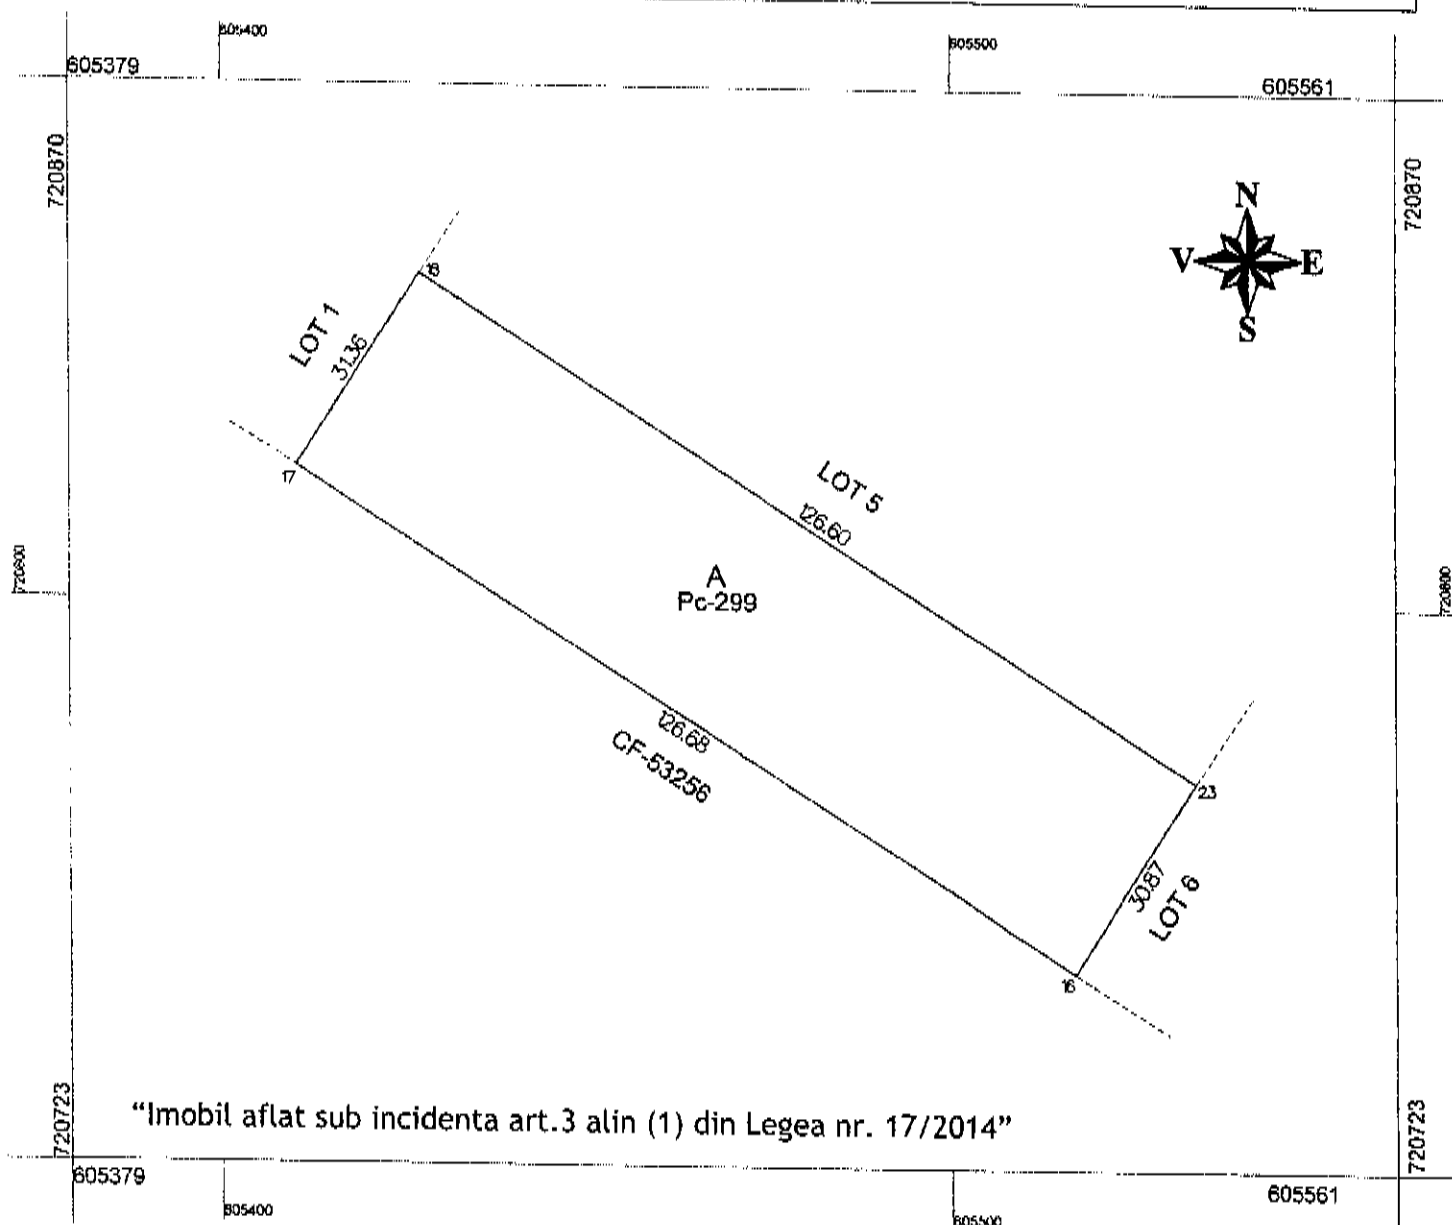 605400
605500
605379
605561
720870
720870
N
V E
S
18
LOT 1
31.36
17
LOT 5
126.60
A
Pc-299
720800
720800
126.68
CF-53256
23
30.87
LOT 6
16
720723
720723
“Imobil aflat sub incidenta art.3 alin (1) din Legea nr. 17/2014”
605379
605561
605400
605500